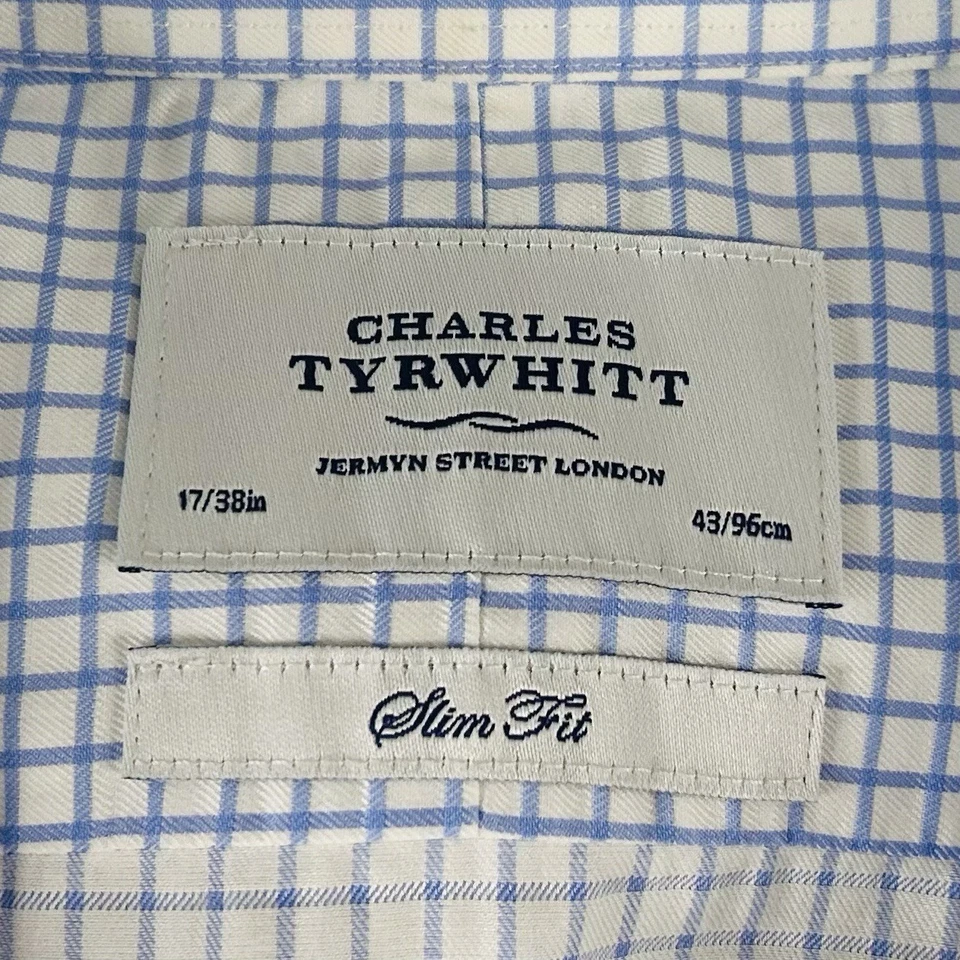 CHARLES
TYRWHITT
JERMYN STREET LONDON
17/38in
43/96cm
Slim Fit